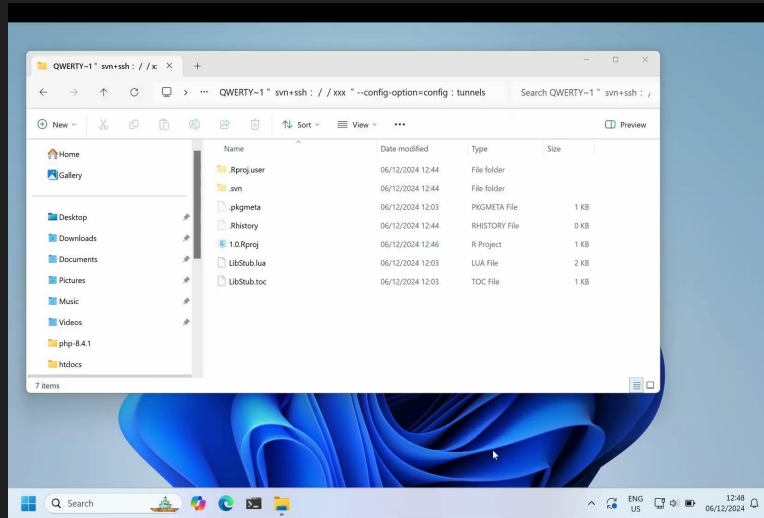 QWERTY~1＂ svn+ssh： / / x:
QWERTY~1＂ svn+ssh： / / xxx ＂--config-option=config：tunnels
Search QWERTY~1＂ svn+ssh： /
New
Sort
View
Preview
Name Date modified Type Size
Home
Gallery
Desktop
Downloads
Documents
Pictures
Music
Videos
php-8.4.1
htdocs
.Rproj.user 06/12/2024 12:44 File folder
.svn 06/12/2024 12:44 File folder
.pkgmeta 06/12/2024 12:03 PKGMETA File 1 KB
.Rhistory 06/12/2024 12:44 RHISTORY File 0 KB
1.0.Rproj 06/12/2024 12:46 R Project 1 KB
LibStub.lua 06/12/2024 12:03 LUA File 2 KB
LibStub.toc 06/12/2024 12:03 TOC File 1 KB
7 items
Search
ENG
US
12:48
06/12/2024